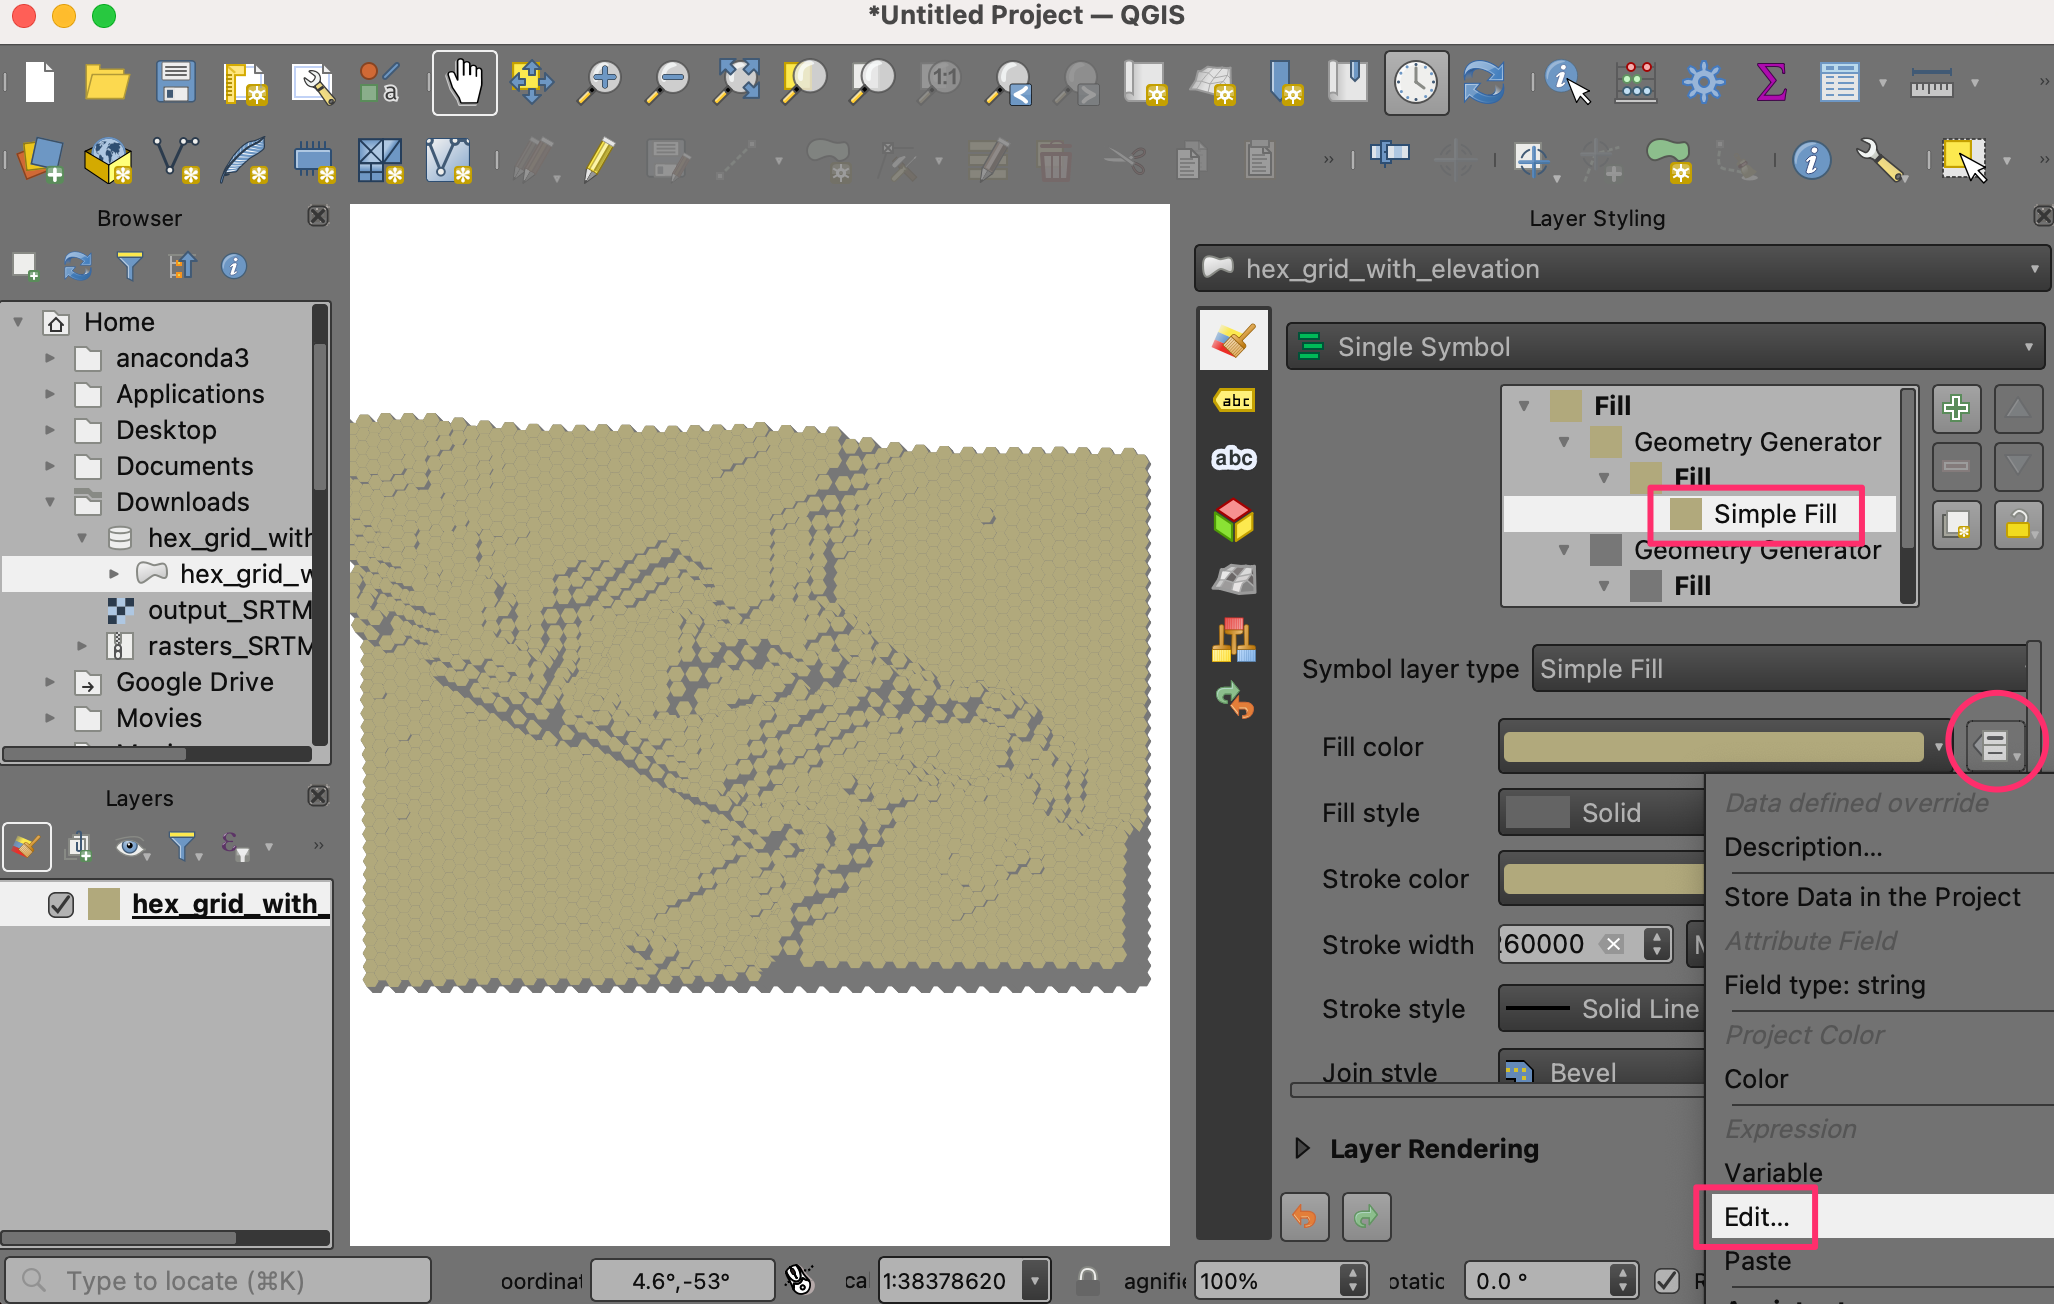 *Untitled Project — QGIS
a
1:1
Browser
Layer Styling
Home
anaconda3
Applications
Desktop
Documents
Downloads
hex_grid_with
hex_grid_w
output_SRTM
rasters_SRTM
Google Drive
Movies
Layers
hex_grid_with_
hex_grid_with_elevation
abc
abc
Single Symbol
Fill
Geometry Generator
Fill
Simple Fill
Geometry Generator
Fill
Symbol layer type
Simple Fill
Fill color
Fill style
Solid
Stroke color
Stroke width
60000
Stroke style
Solid Line
Join style
Bevel
Layer Rendering
Data defined override
Description...
Store Data in the Project
Attribute Field
Field type: string
Project Color
Color
Expression
Variable
Edit...
Paste
Type to locate (⌘K)
oordinat
4.6°,-53°
ca
1:38378620
agnifie
100%
otatic
0.0 °